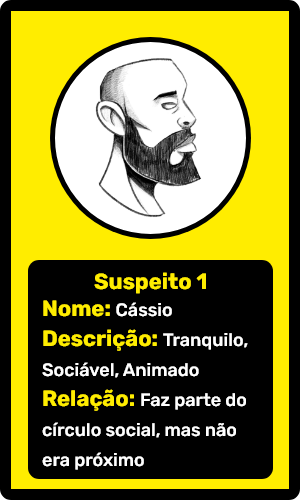 Suspeito 1
Nome: Cássio
Descrição: Tranquilo,
Sociável, Animado
Relação: Faz parte do
círculo social, mas não
era próximo